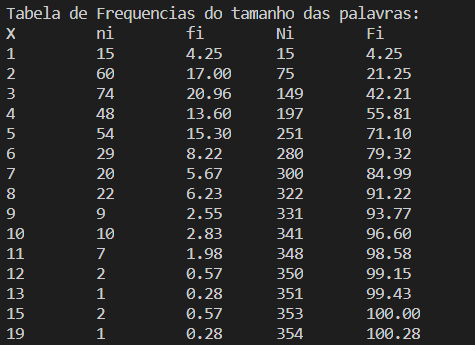 Tabela de Frequencias do tamanho das palavras:
X ni fi Ni Fi
1 15 4.25 15 4.25
2 60 17.00 75 21.25
3 74 20.96 149 42.21
4 48 13.60 197 55.81
5 54 15.30 251 71.10
6 29 8.22 280 79.32
7 20 5.67 300 84.99
8 22 6.23 322 91.22
9 9 2.55 331 93.77
10 10 2.83 341 96.60
11 7 1.98 348 98.58
12 2 0.57 350 99.15
13 1 0.28 351 99.43
15 2 0.57 353 100.00
19 1 0.28 354 100.28